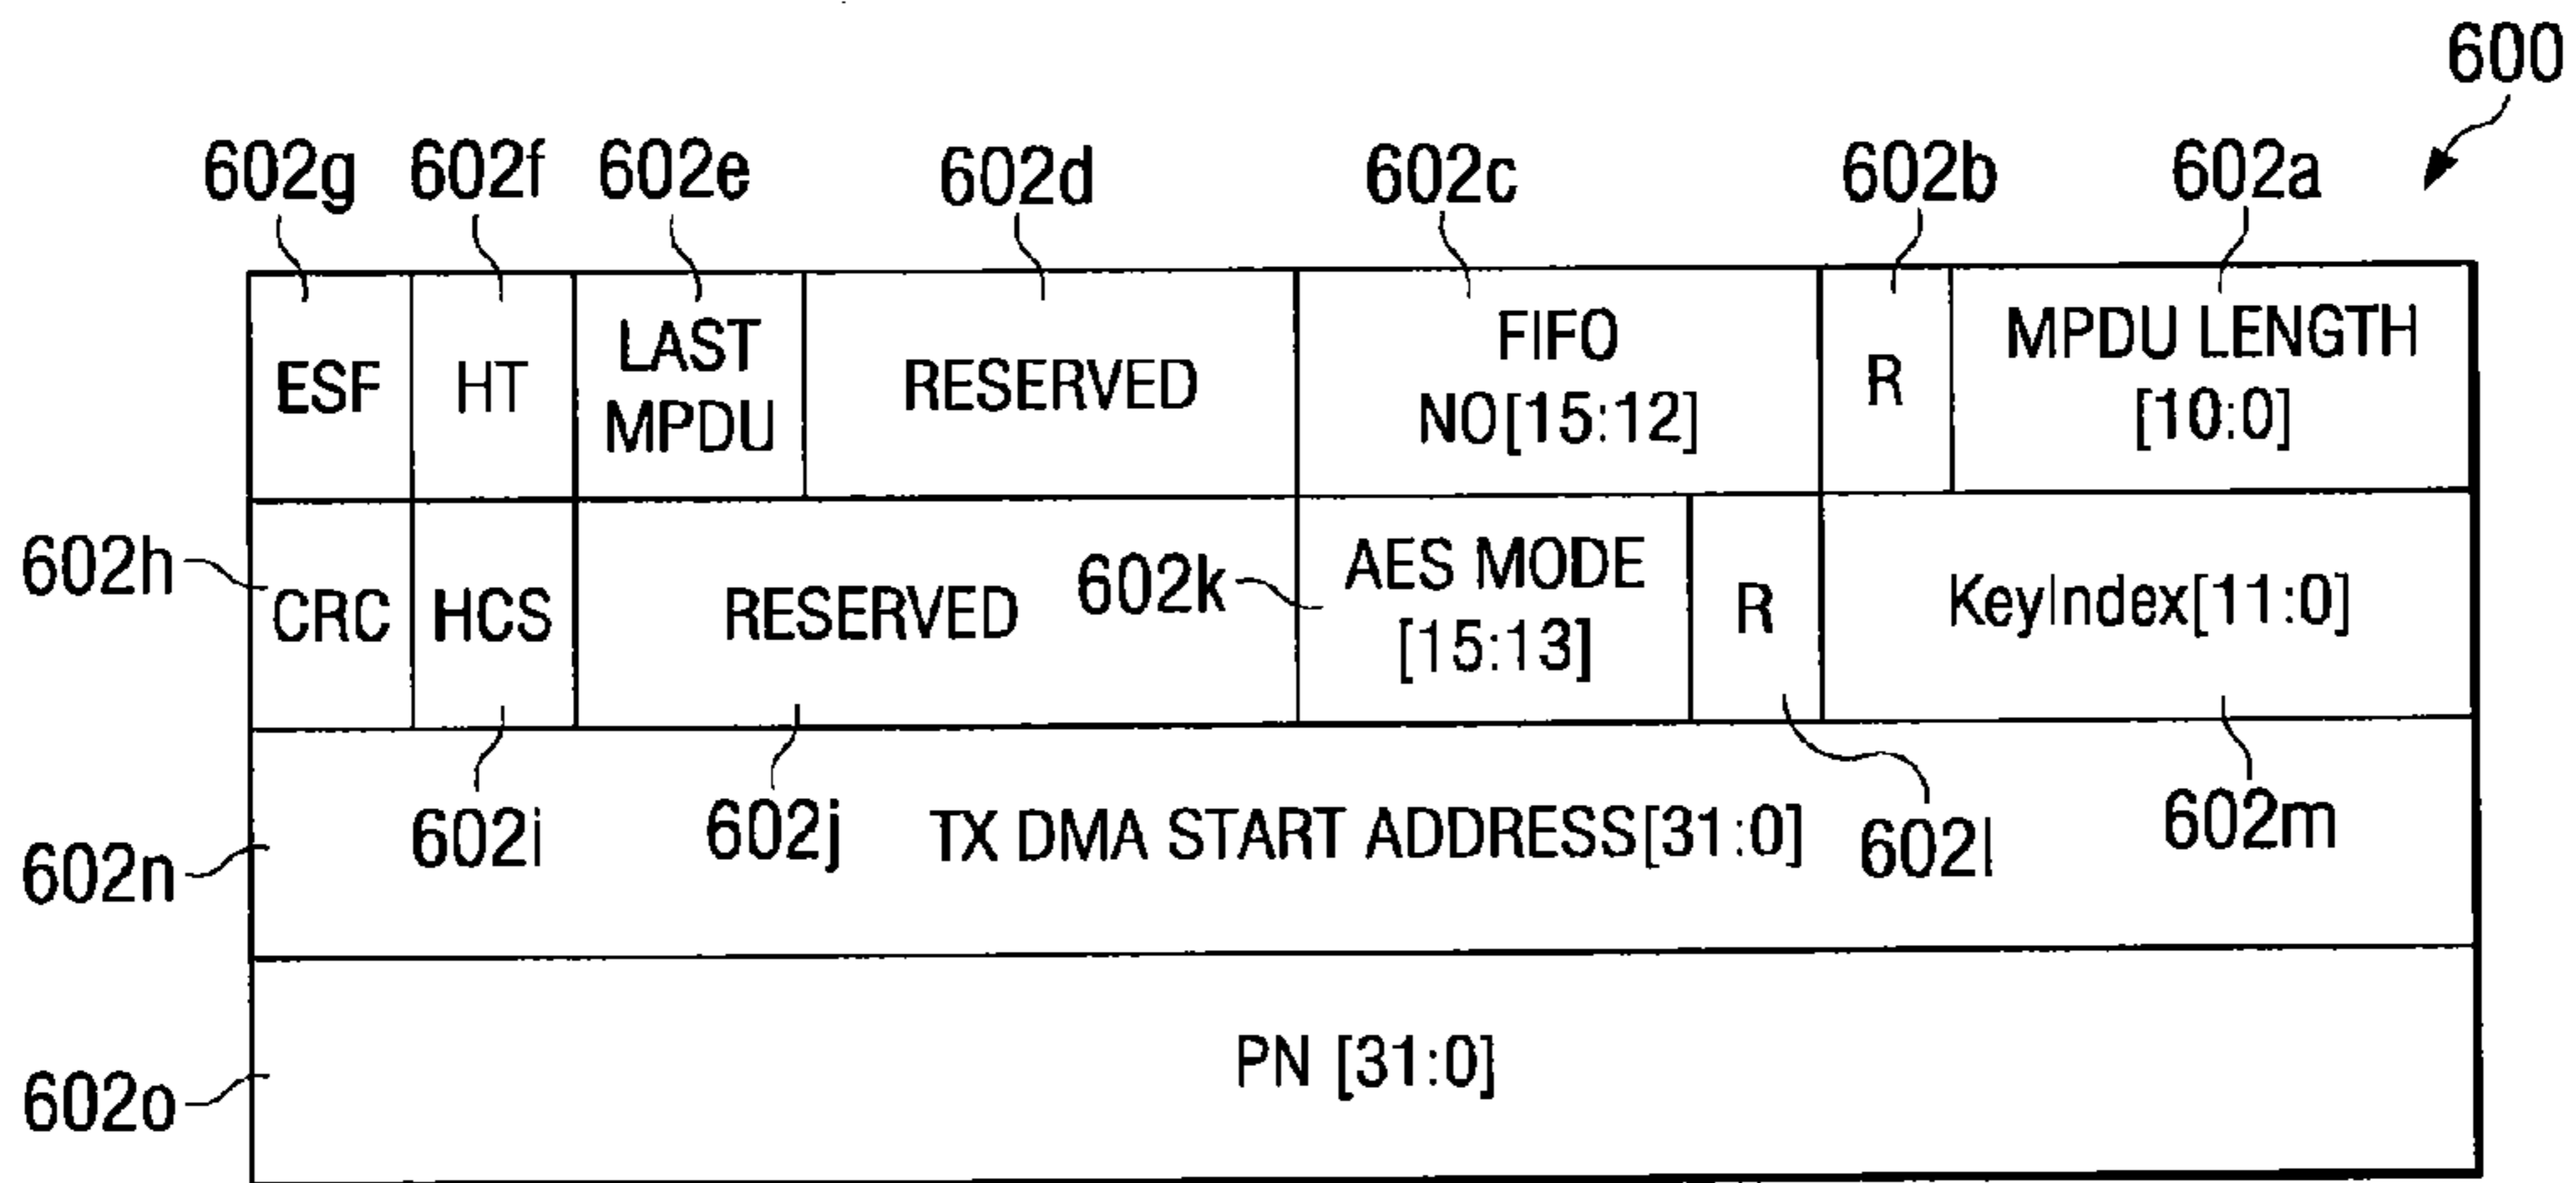 600
602g 602f 602e 602d 602c 602b 602a
ESF HT LAST MPDU RESERVED FIFO NO[15:12] R MPDU LENGTH [10:0]
602h CRC HCS RESERVED 602k AES MODE [15:13] R KeyIndex[11:0]
602i 602j 602l 602m
602n TX DMA START ADDRESS[31:0]
602o PN [31:0]